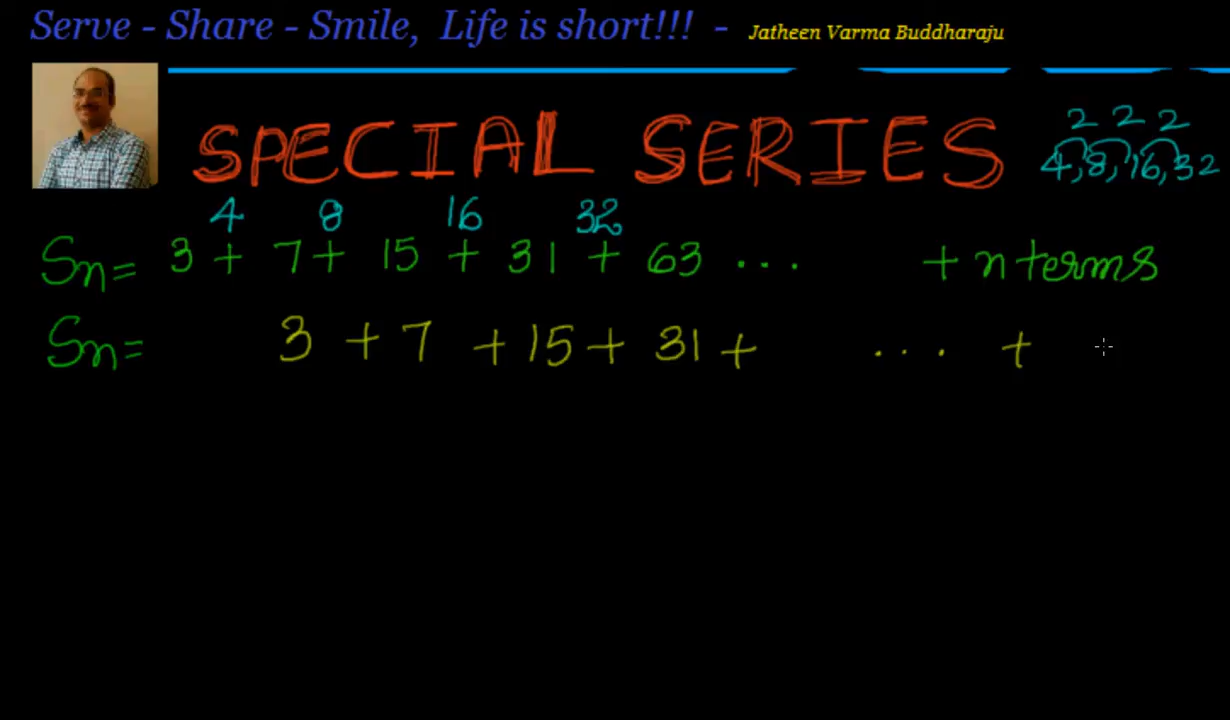 Serve - Share - Smile, Life is short!!! - Jatheen Varma Buddharaju
SPECIAL SERIES
2 2 2
4, 8, 16, 32
4 8 16 32
Sn= 3 + 7 + 15 + 31 + 63 ... + n terms
Sn= 3 + 7 + 15 + 31 + ... +